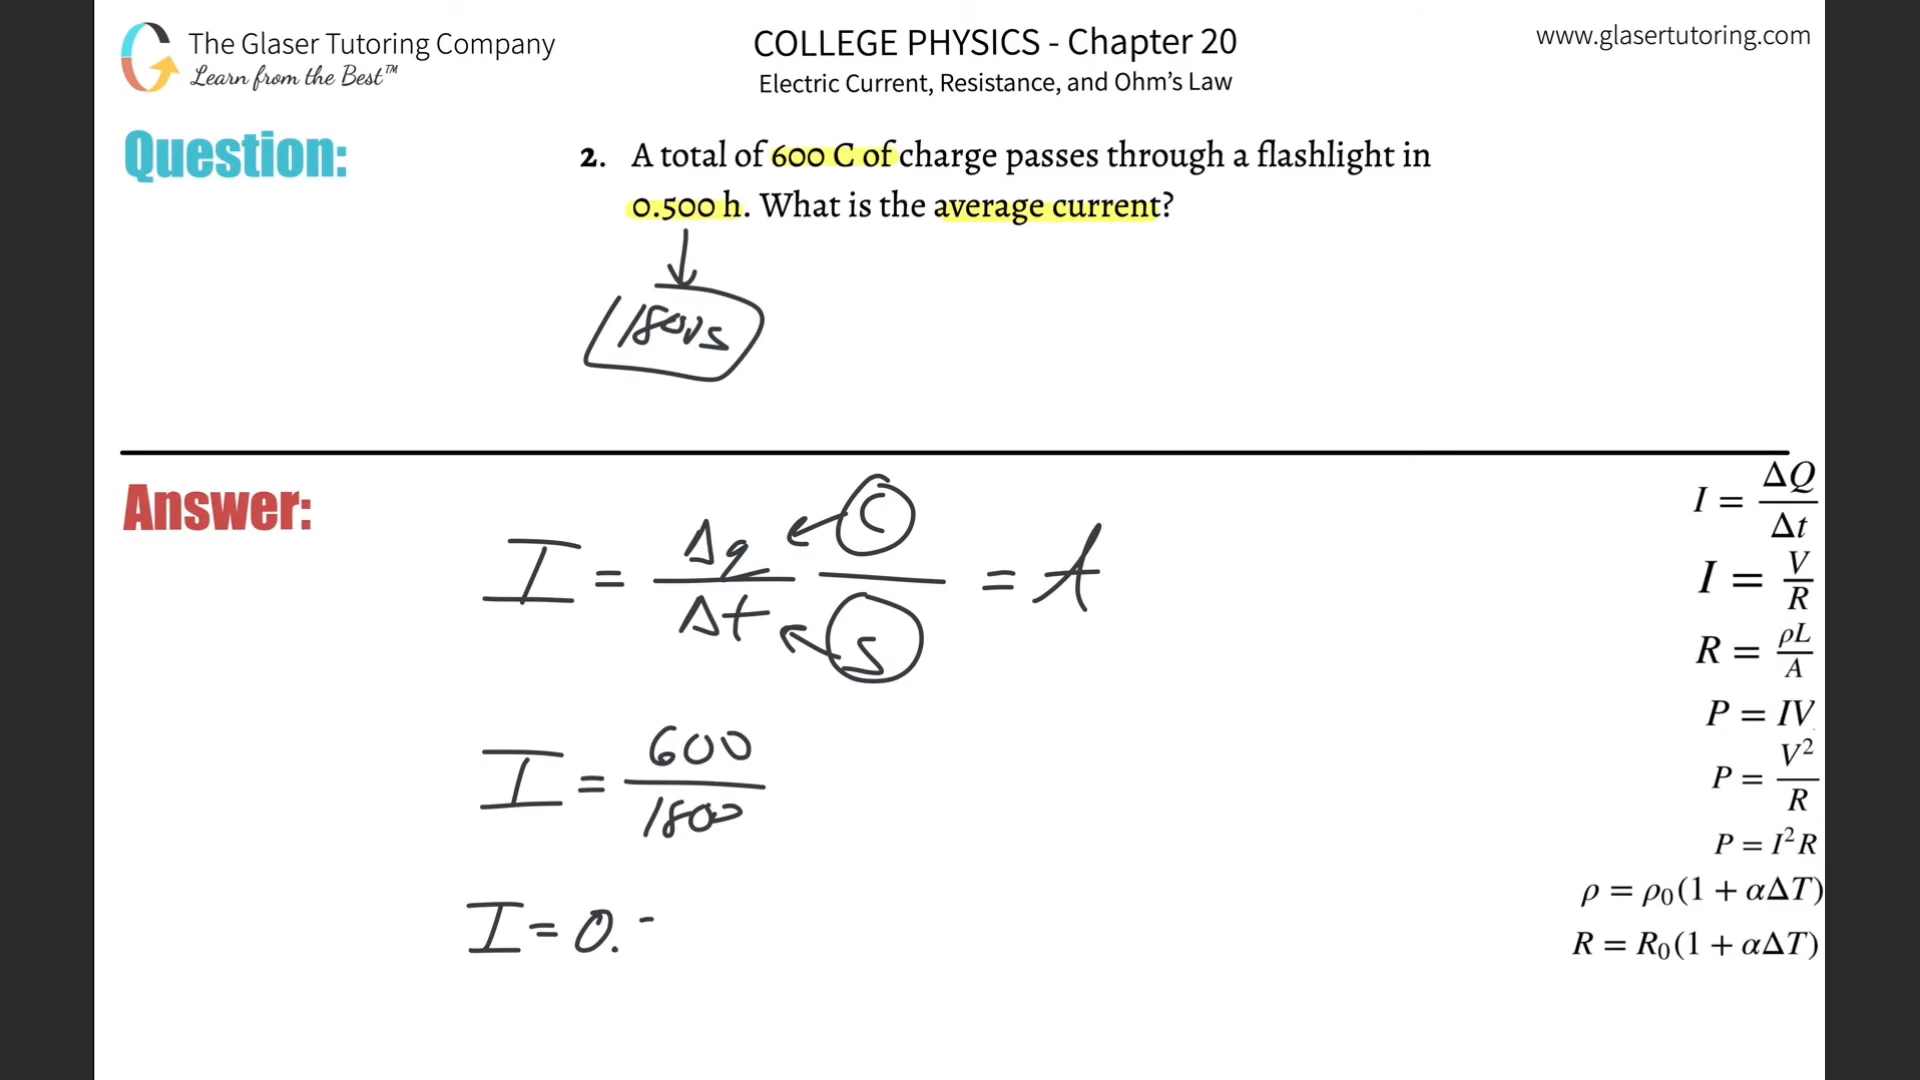 The Glaser Tutoring Company
Learn from the Best™
COLLEGE PHYSICS - Chapter 20
Electric Current, Resistance, and Ohm's Law
www.glasertutoring.com
Question:
2. A total of 600 C of charge passes through a flashlight in
0.500 h. What is the average current?
1800s
Answer:
I = Δq/Δt C/s = A
I = 600/1800
I = 0.
I = ΔQ/Δt
I = V/R
R = ρL/A
P = IV
P = V²/R
P = I²R
ρ = ρ₀(1 + αΔT)
R = R₀(1 + αΔT)